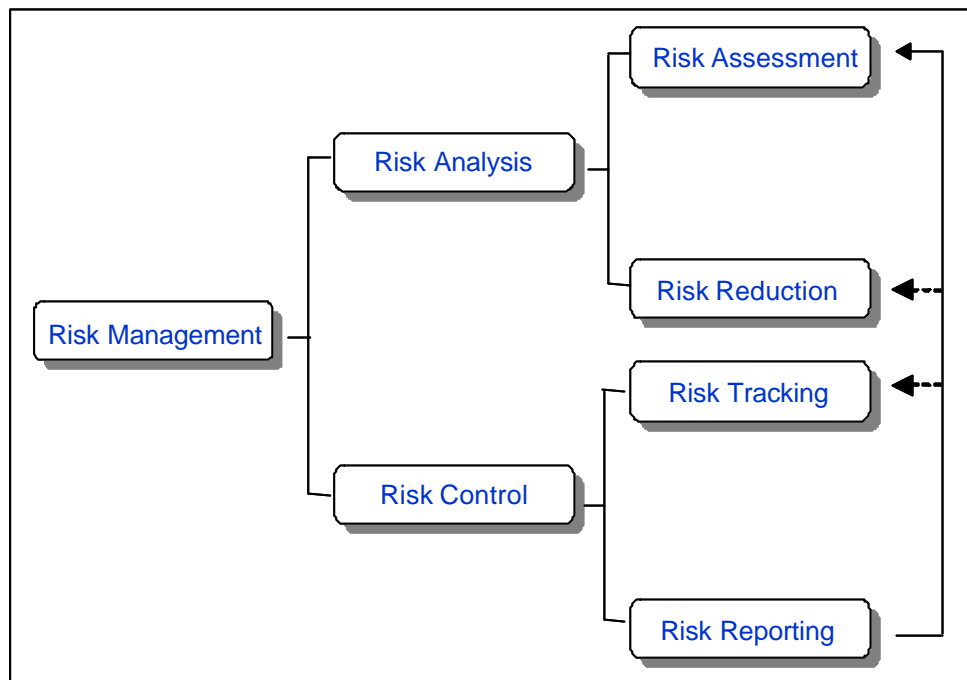 Risk Assessment
Risk Analysis
Risk Reduction
Risk Management
Risk Tracking
Risk Control
Risk Reporting